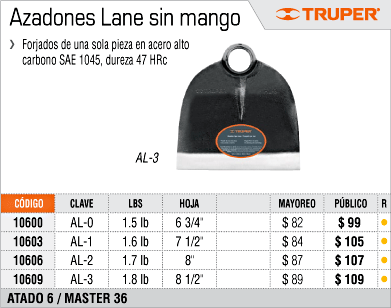 Azadones Lane sin mango
TRUPER®
❯ Forjados de una sola pieza en acero alto
carbono SAE 1045, dureza 47 HRc
TRUPER
AL-3
CÓDIGO CLAVE LBS HOJA MAYOREO PÚBLICO R
10600 AL-0 1.5 lb 6 3/4" $ 82 $ 99 ●
10603 AL-1 1.6 lb 7 1/2" $ 84 $ 105 ●
10606 AL-2 1.7 lb 8" $ 87 $ 107 ●
10609 AL-3 1.8 lb 8 1/2" $ 89 $ 109 ●
ATADO 6 / MASTER 36